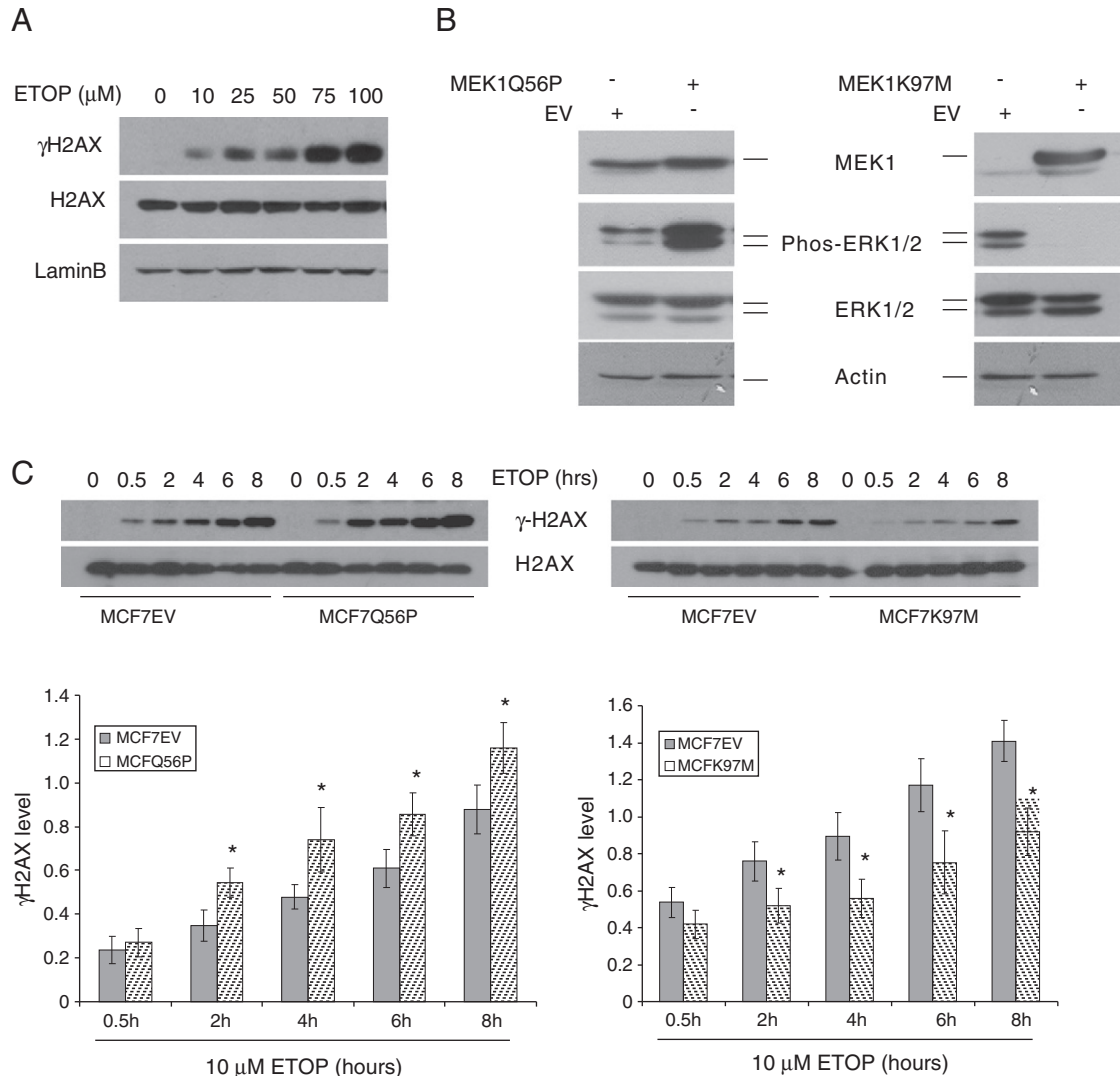 A
ETOP (μM) 0 10 25 50 75 100
γH2AX
H2AX
LaminB
B
MEK1Q56P - +
EV + -
MEK1K97M - +
EV + -
MEK1
Phos-ERK1/2
ERK1/2
Actin
C
0 0.5 2 4 6 8 0 0.5 2 4 6 8 ETOP (hrs) 0 0.5 2 4 6 8 0 0.5 2 4 6 8
γ-H2AX
H2AX
MCF7EV MCF7Q56P MCF7EV MCF7K97M
γH2AX level
1.4
1.2
1.0
0.8
0.6
0.4
0.2
0
MCF7EV
MCFQ56P
* * * *
0.5h 2h 4h 6h 8h
10 μM ETOP (hours)
γH2AX level
1.6
1.4
1.2
1.0
0.8
0.6
0.4
0.2
0
MCF7EV
MCFK97M
* * * *
0.5h 2h 4h 6h 8h
10 μM ETOP (hours)